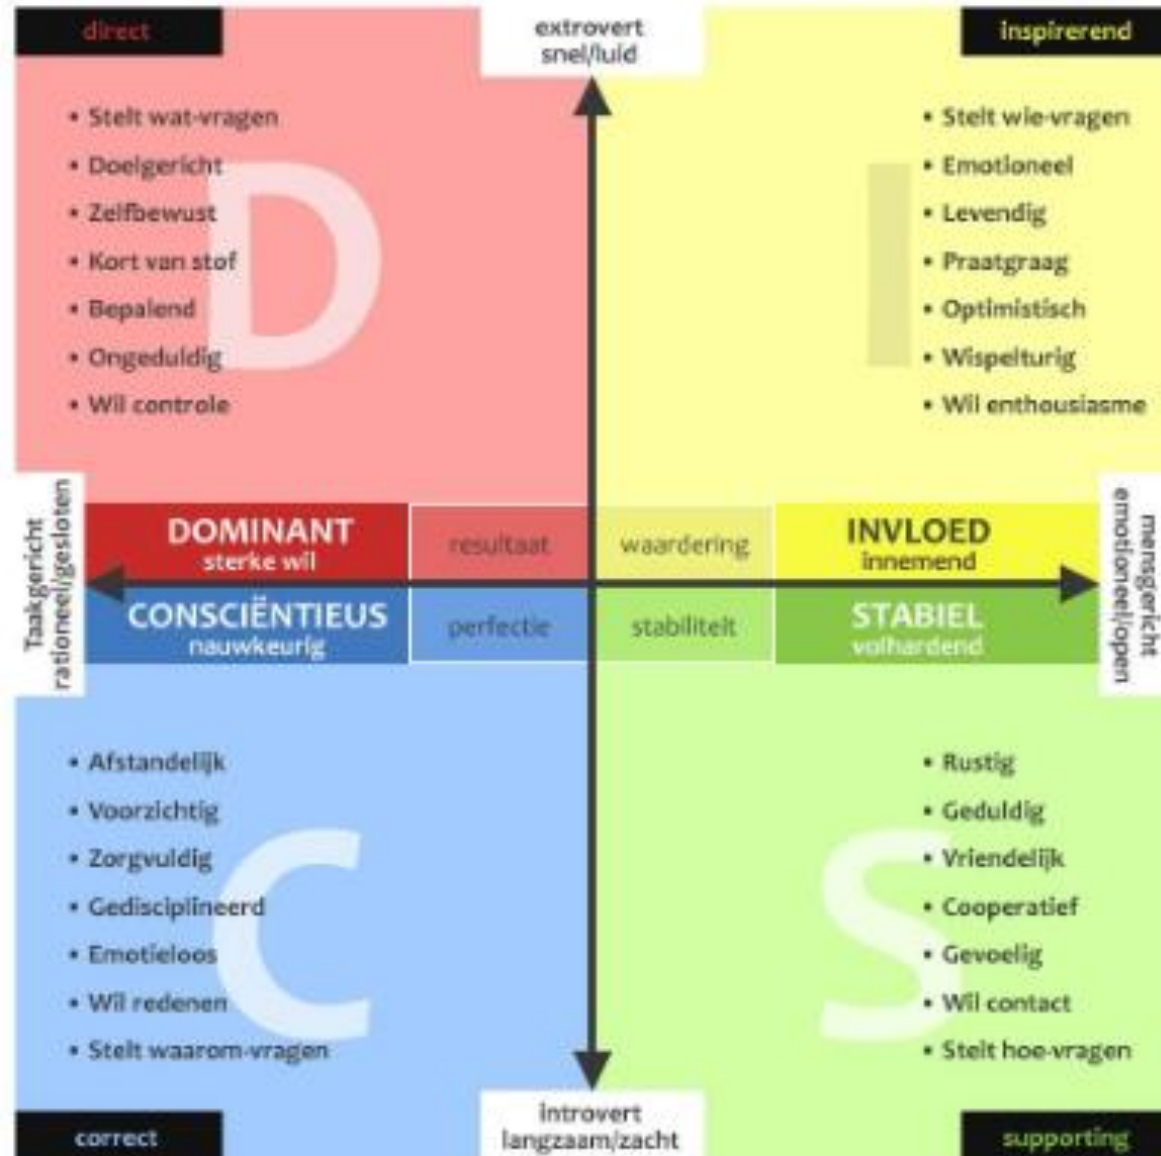 direct
extrovert
snel/luid
inspirerend
• Stelt wat-vragen
• Doelgericht
• Zelfbewust
• Kort van stof
• Bepalend
• Ongeduldig
• Wil controle
D
• Stelt wie-vragen
• Emotioneel
• Levendig
• Praatgraag
• Optimistisch
• Wispelturig
• Wil enthousiasme
I
Taakgericht
rationeel/gesloten
DOMINANT
sterke wil
resultaat
waardering
INVLOED
innemend
mensgericht
emotioneel/open
CONSCIËNTIEUS
nauwkeurig
perfectie
stabiliteit
STABIEL
volhardend
• Afstandelijk
• Voorzichtig
• Zorgvuldig
• Gedisciplineerd
• Emotieloos
• Wil redenen
• Stelt waarom-vragen
C
• Rustig
• Geduldig
• Vriendelijk
• Cooperatief
• Gevoelig
• Wil contact
• Stelt hoe-vragen
S
correct
introvert
langzaam/zacht
supporting